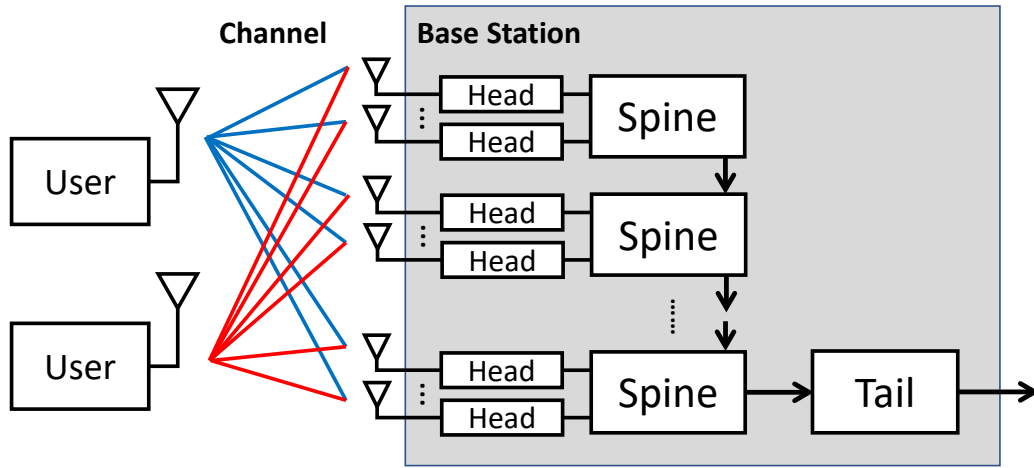 Channel
Base Station
User
User
Head
Head
Spine
Head
Head
Spine
Head
Head
Spine
Tail